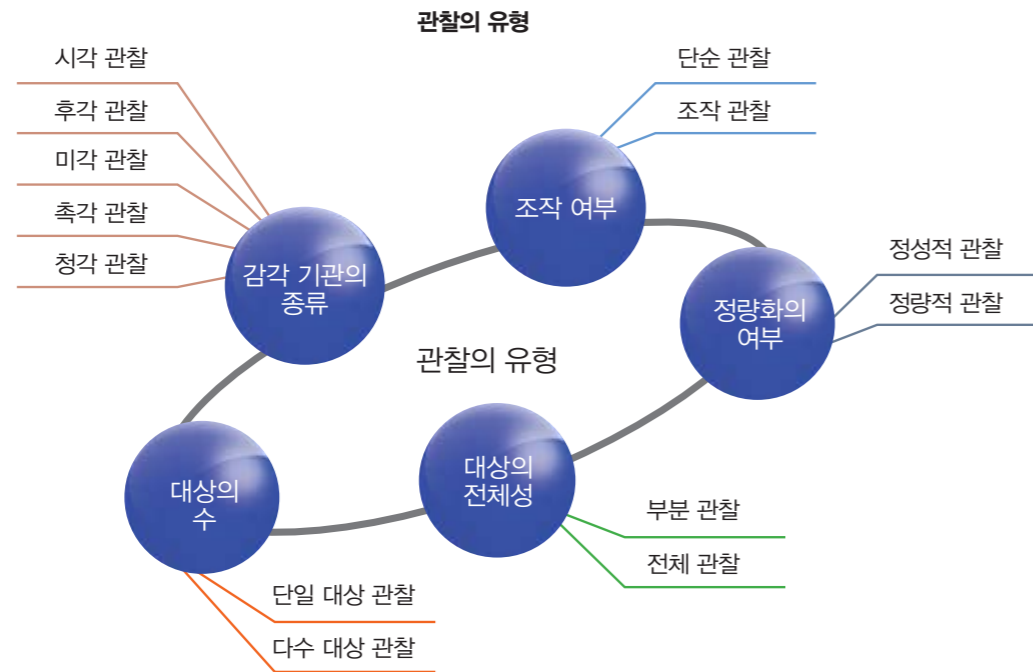 관찰의 유형
시각 관찰
후각 관찰
미각 관찰
촉각 관찰
청각 관찰
감각 기관의
종류
단순 관찰
조작 관찰
조작 여부
정성적 관찰
정량적 관찰
정량화의
여부
관찰의 유형
대상의
전체성
부분 관찰
전체 관찰
대상의
수
단일 대상 관찰
다수 대상 관찰